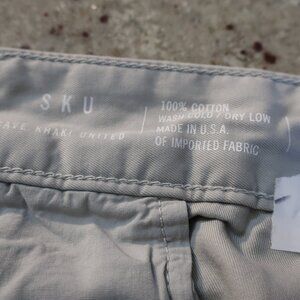 SKU
SAVE KHAKI UNITED
100% COTTON
WASH COLD / DRY LOW
MADE IN U.S.A.
OF IMPORTED FABRIC